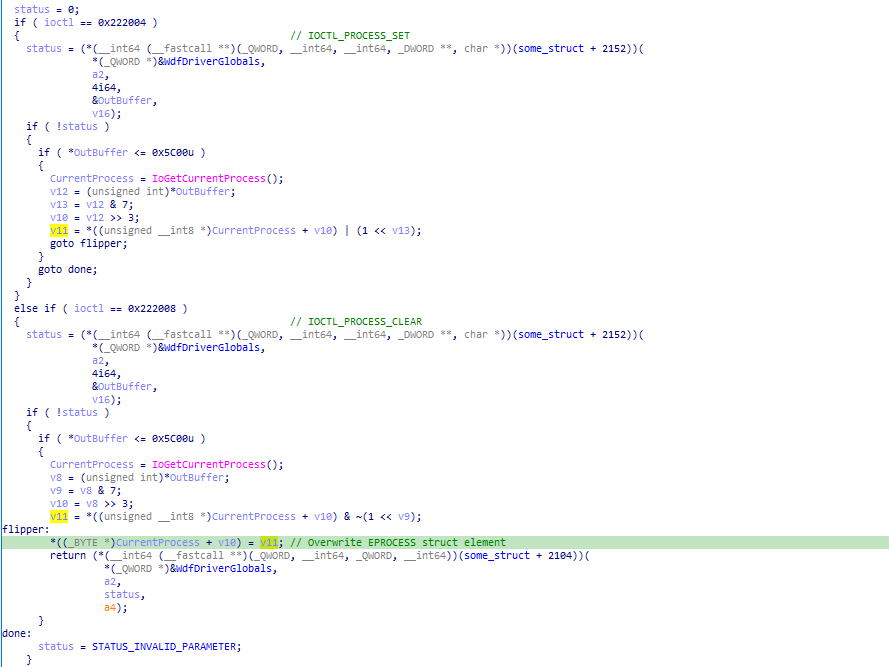 status = 0;
if ( ioctl == 0x222004 )
{ // IOCTL_PROCESS_SET
status = (*(__int64 (__fastcall **)(_QWORD, __int64, __int64, _DWORD **, char *))(some_struct + 2152))(
*(_QWORD *)&WdfDriverGlobals,
a2,
4i64,
&OutBuffer,
v16);
if ( !status )
{
if ( *OutBuffer <= 0x5C00u )
{
CurrentProcess = IoGetCurrentProcess();
v12 = (unsigned int)*OutBuffer;
v13 = v12 & 7;
v10 = v12 >> 3;
v11 = *((unsigned __int8 *)CurrentProcess + v10) | (1 << v13);
goto flipper;
}
goto done;
}
}
else if ( ioctl == 0x222008 )
{ // IOCTL_PROCESS_CLEAR
status = (*(__int64 (__fastcall **)(_QWORD, __int64, __int64, _DWORD **, char *))(some_struct + 2152))(
*(_QWORD *)&WdfDriverGlobals,
a2,
4i64,
&OutBuffer,
v16);
if ( !status )
{
if ( *OutBuffer <= 0x5C00u )
{
CurrentProcess = IoGetCurrentProcess();
v8 = (unsigned int)*OutBuffer;
v9 = v8 & 7;
v10 = v8 >> 3;
v11 = *((unsigned __int8 *)CurrentProcess + v10) & ~(1 << v9);
flipper:
*((_BYTE *)CurrentProcess + v10) = v11; // Overwrite EPROCESS struct element
return (*(__int64 (__fastcall **)(_QWORD, __int64, _QWORD, __int64))(some_struct + 2104))(
*(_QWORD *)&WdfDriverGlobals,
a2,
status,
a4);
}
done:
status = STATUS_INVALID_PARAMETER;
}